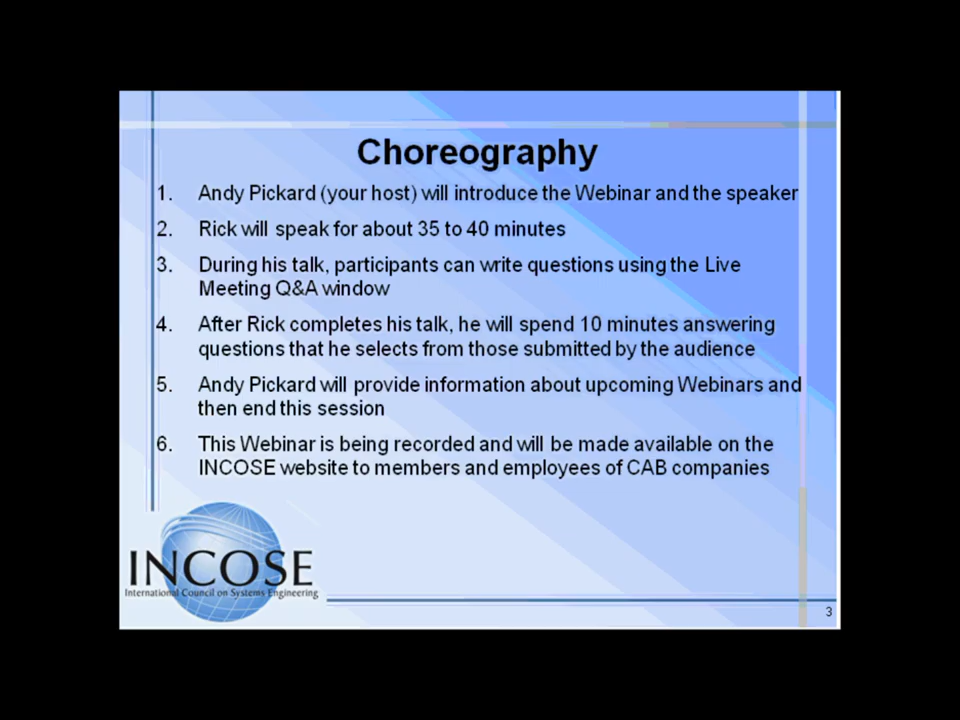 Choreography
1. Andy Pickard (your host) will introduce the Webinar and the speaker
2. Rick will speak for about 35 to 40 minutes
3. During his talk, participants can write questions using the Live
Meeting Q&A window
4. After Rick completes his talk, he will spend 10 minutes answering
questions that he selects from those submitted by the audience
5. Andy Pickard will provide information about upcoming Webinars and
then end this session
6. This Webinar is being recorded and will be made available on the
INCOSE website to members and employees of CAB companies
INCOSE
International Council on Systems Engineering
3